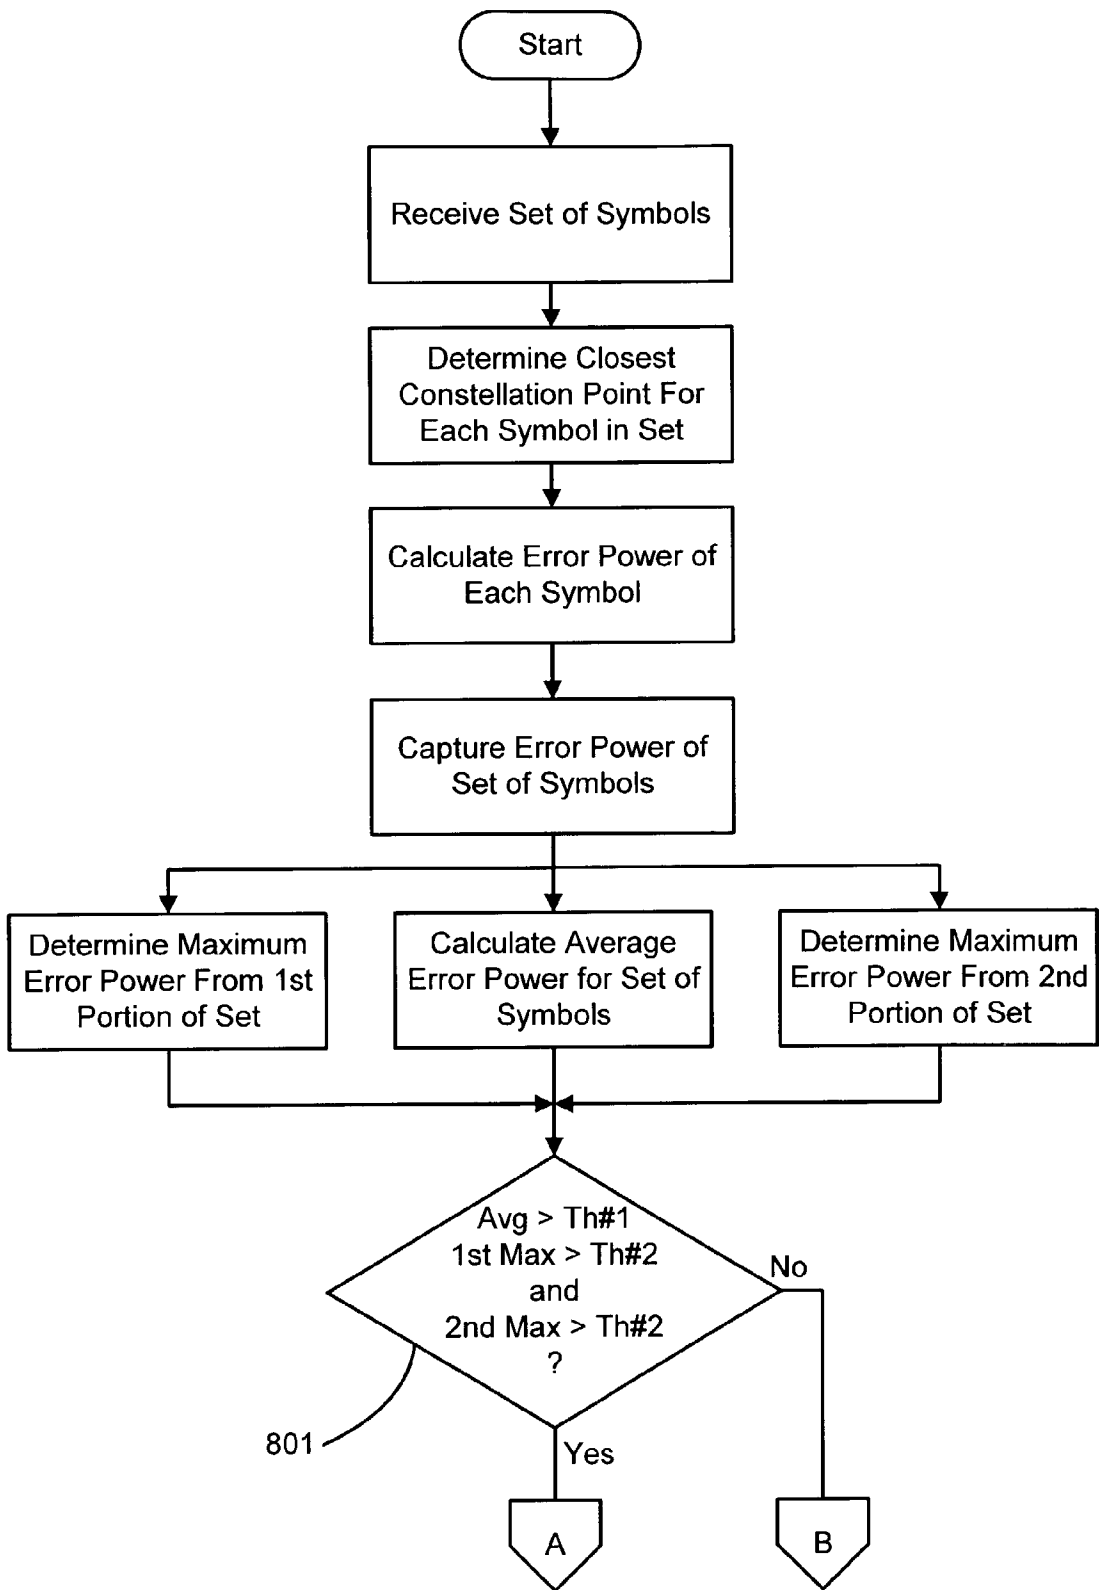 Start
Receive Set of Symbols
Determine Closest
Constellation Point For
Each Symbol in Set
Calculate Error Power of
Each Symbol
Capture Error Power of
Set of Symbols
Determine Maximum
Error Power From 1st
Portion of Set
Calculate Average
Error Power for Set of
Symbols
Determine Maximum
Error Power From 2nd
Portion of Set
Avg > Th#1
1st Max > Th#2
and
2nd Max > Th#2
?
No
801
Yes
A
B